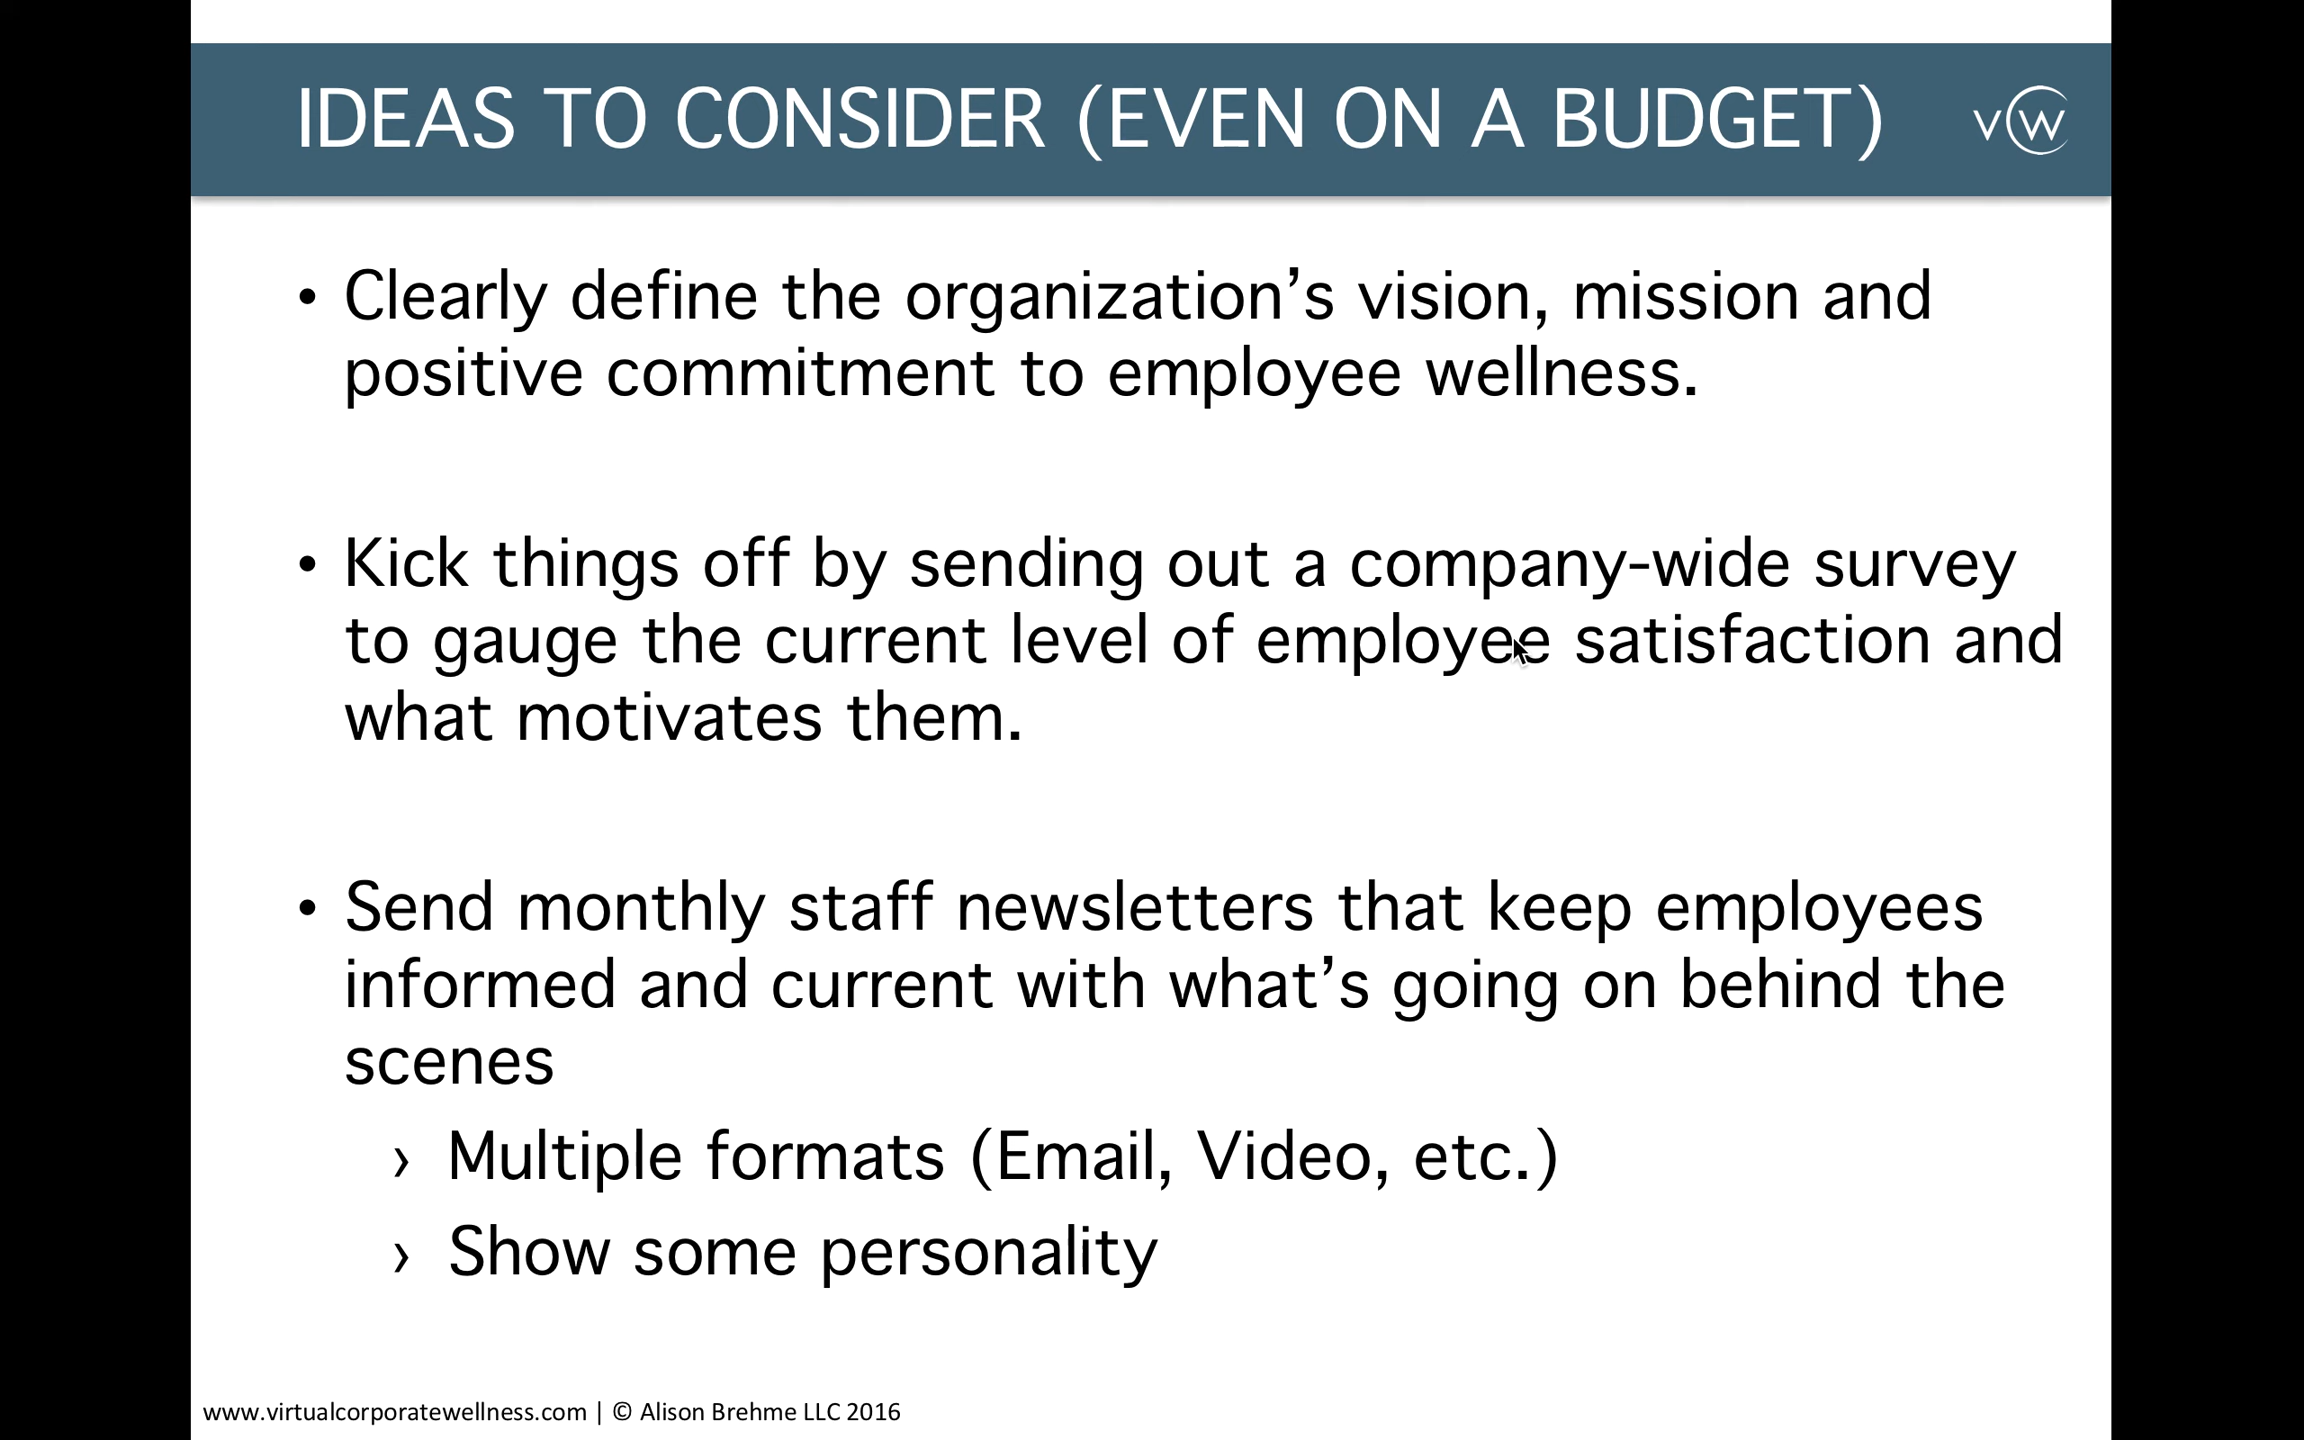 IDEAS TO CONSIDER (EVEN ON A BUDGET)
VCW
• Clearly define the organization’s vision, mission and
positive commitment to employee wellness.
• Kick things off by sending out a company-wide survey
to gauge the current level of employee satisfaction and
what motivates them.
• Send monthly staff newsletters that keep employees
informed and current with what’s going on behind the
scenes
› Multiple formats (Email, Video, etc.)
› Show some personality
www.virtualcorporatewellness.com | © Alison Brehme LLC 2016